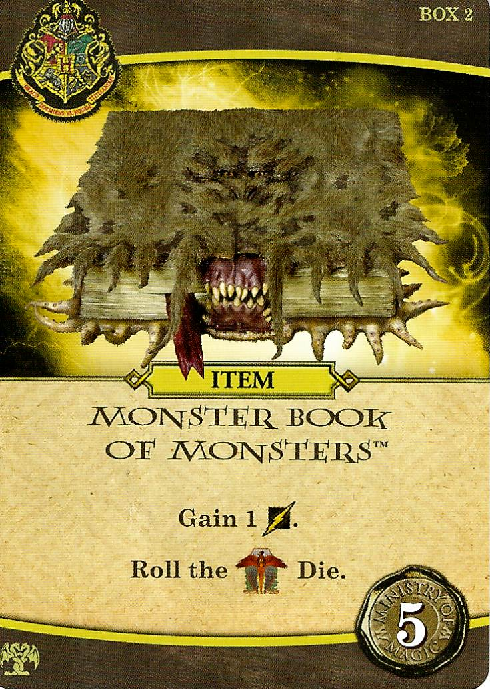 BOX 2
ITEM
MONSTER BOOK
OF MONSTERS™
Gain 1 .
Roll the Die.
MINISTRY OF
MAGIC
5